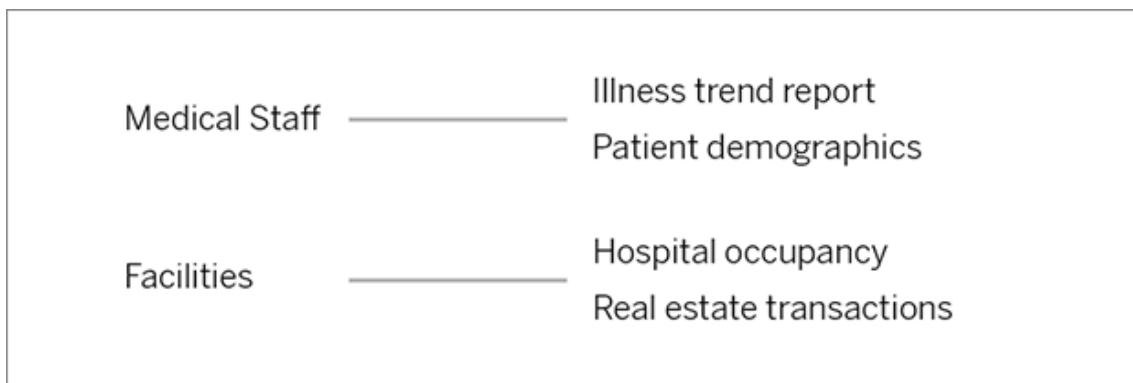 Medical Staff
Illness trend report
Patient demographics
Facilities
Hospital occupancy
Real estate transactions